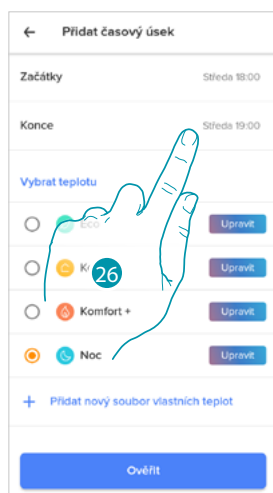 ← Přidat časový úsek
Začátky Středa 18:00
Konce Středa 19:00
Vybrat teplotu
Eco Upravit
K Upravit
26
Komfort + Upravit
Noc Upravit
+ Přidat nový soubor vlastních teplot
Ověřit